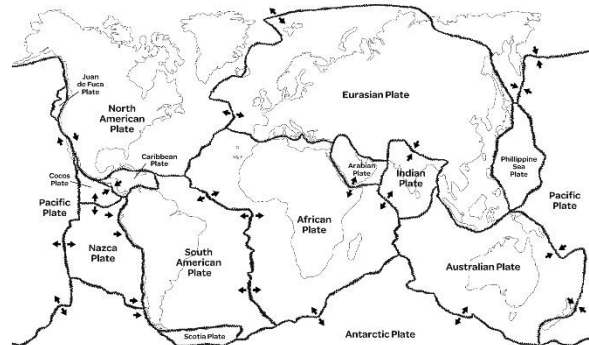 Juan
de Fuca
Plate
North
American
Plate
Eurasian Plate
Caribbean
Plate
Cocos
Plate
Arabian
Plate
Indian
Plate
Phillippine
Sea Plate
Pacific
Plate
Pacific
Plate
Nazca
Plate
South
American
Plate
African
Plate
Australian Plate
Scotia Plate
Antarctic Plate